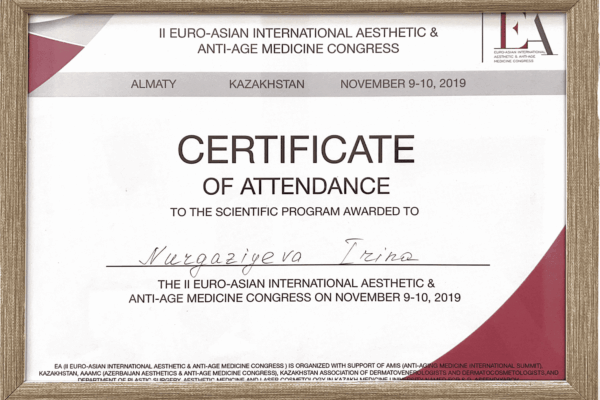 II EURO-ASIAN INTERNATIONAL AESTHETIC &
ANTI-AGE MEDICINE CONGRESS
EA
EURO-ASIAN INTERNATIONAL
AESTHETIC & ANTI-AGE
MEDICINE CONGRESS
ALMATY KAZAKHSTAN NOVEMBER 9-10, 2019
CERTIFICATE
OF ATTENDANCE
TO THE SCIENTIFIC PROGRAM AWARDED TO
Nurgaziyeva Irina
THE II EURO-ASIAN INTERNATIONAL AESTHETIC &
ANTI-AGE MEDICINE CONGRESS ON NOVEMBER 9-10, 2019
EA (II EURO-ASIAN INTERNATIONAL AESTHETIC & ANTI-AGE MEDICINE CONGRESS ) IS ORGANIZED WITH SUPPORT OF AMIS (ANTI-AGING MEDICINE INTERNATIONAL SUMMIT),
KAZAKHSTAN, AAAMC (AZERBAIJAN AESTHETICS & ANTI-AGE MEDICINE CONGRESS), KAZAKHSTAN ASSOCIATION OF DERMATOVENEROLOGISTS AND DERMATOCOSMETOLOGISTS,AND
DEPARTMENT OF PLASTIC SURGERY, AESTHETIC MEDICINE AND LASER COSMETOLOGY IN KAZAKH MEDICINE